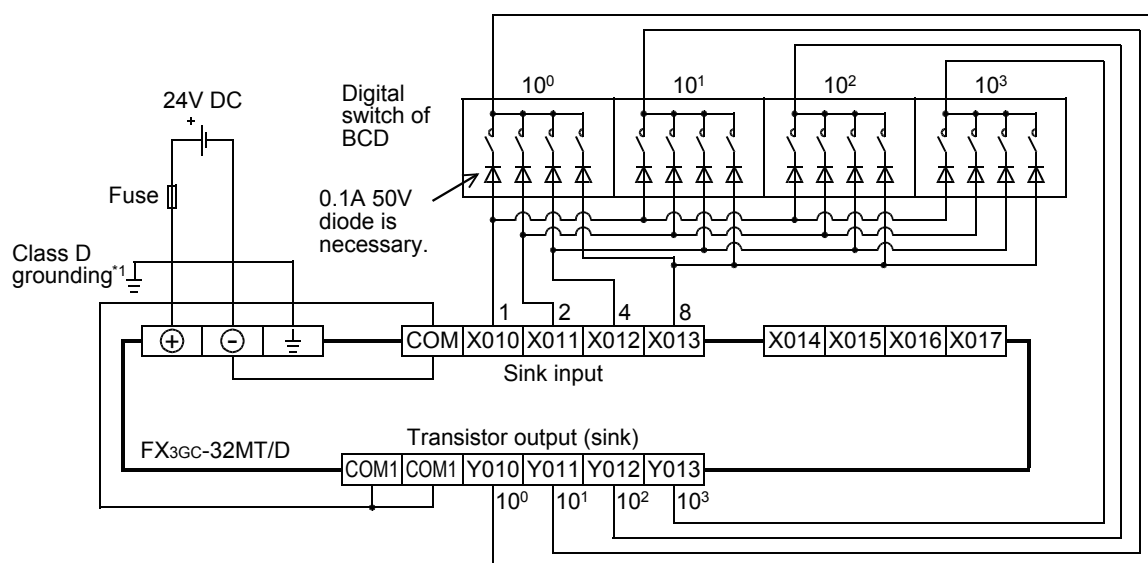 10⁰ 10¹ 10² 10³
24V DC
+
Digital
switch of
BCD
Fuse
0.1A 50V
diode is
necessary.
Class D
grounding*1
1 2 4 8
+ - COM X010 X011 X012 X013 X014 X015 X016 X017
Sink input
Transistor output (sink)
FX3GC-32MT/D
COM1 COM1 Y010 Y011 Y012 Y013
10⁰ 10¹ 10² 10³